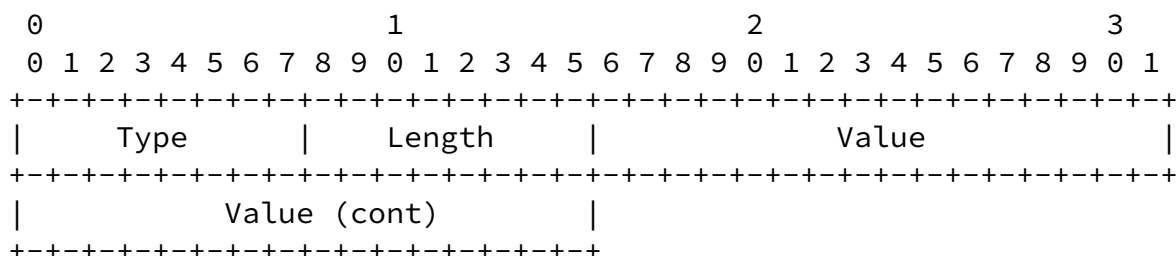 0                   1                   2                   3
 0 1 2 3 4 5 6 7 8 9 0 1 2 3 4 5 6 7 8 9 0 1 2 3 4 5 6 7 8 9 0 1
+-+-+-+-+-+-+-+-+-+-+-+-+-+-+-+-+-+-+-+-+-+-+-+-+-+-+-+-+-+-+-+-+
|     Type      |    Length     |             Value             |
+-+-+-+-+-+-+-+-+-+-+-+-+-+-+-+-+-+-+-+-+-+-+-+-+-+-+-+-+-+-+-+-+
|           Value (cont)        |
+-+-+-+-+-+-+-+-+-+-+-+-+-+-+-+-+